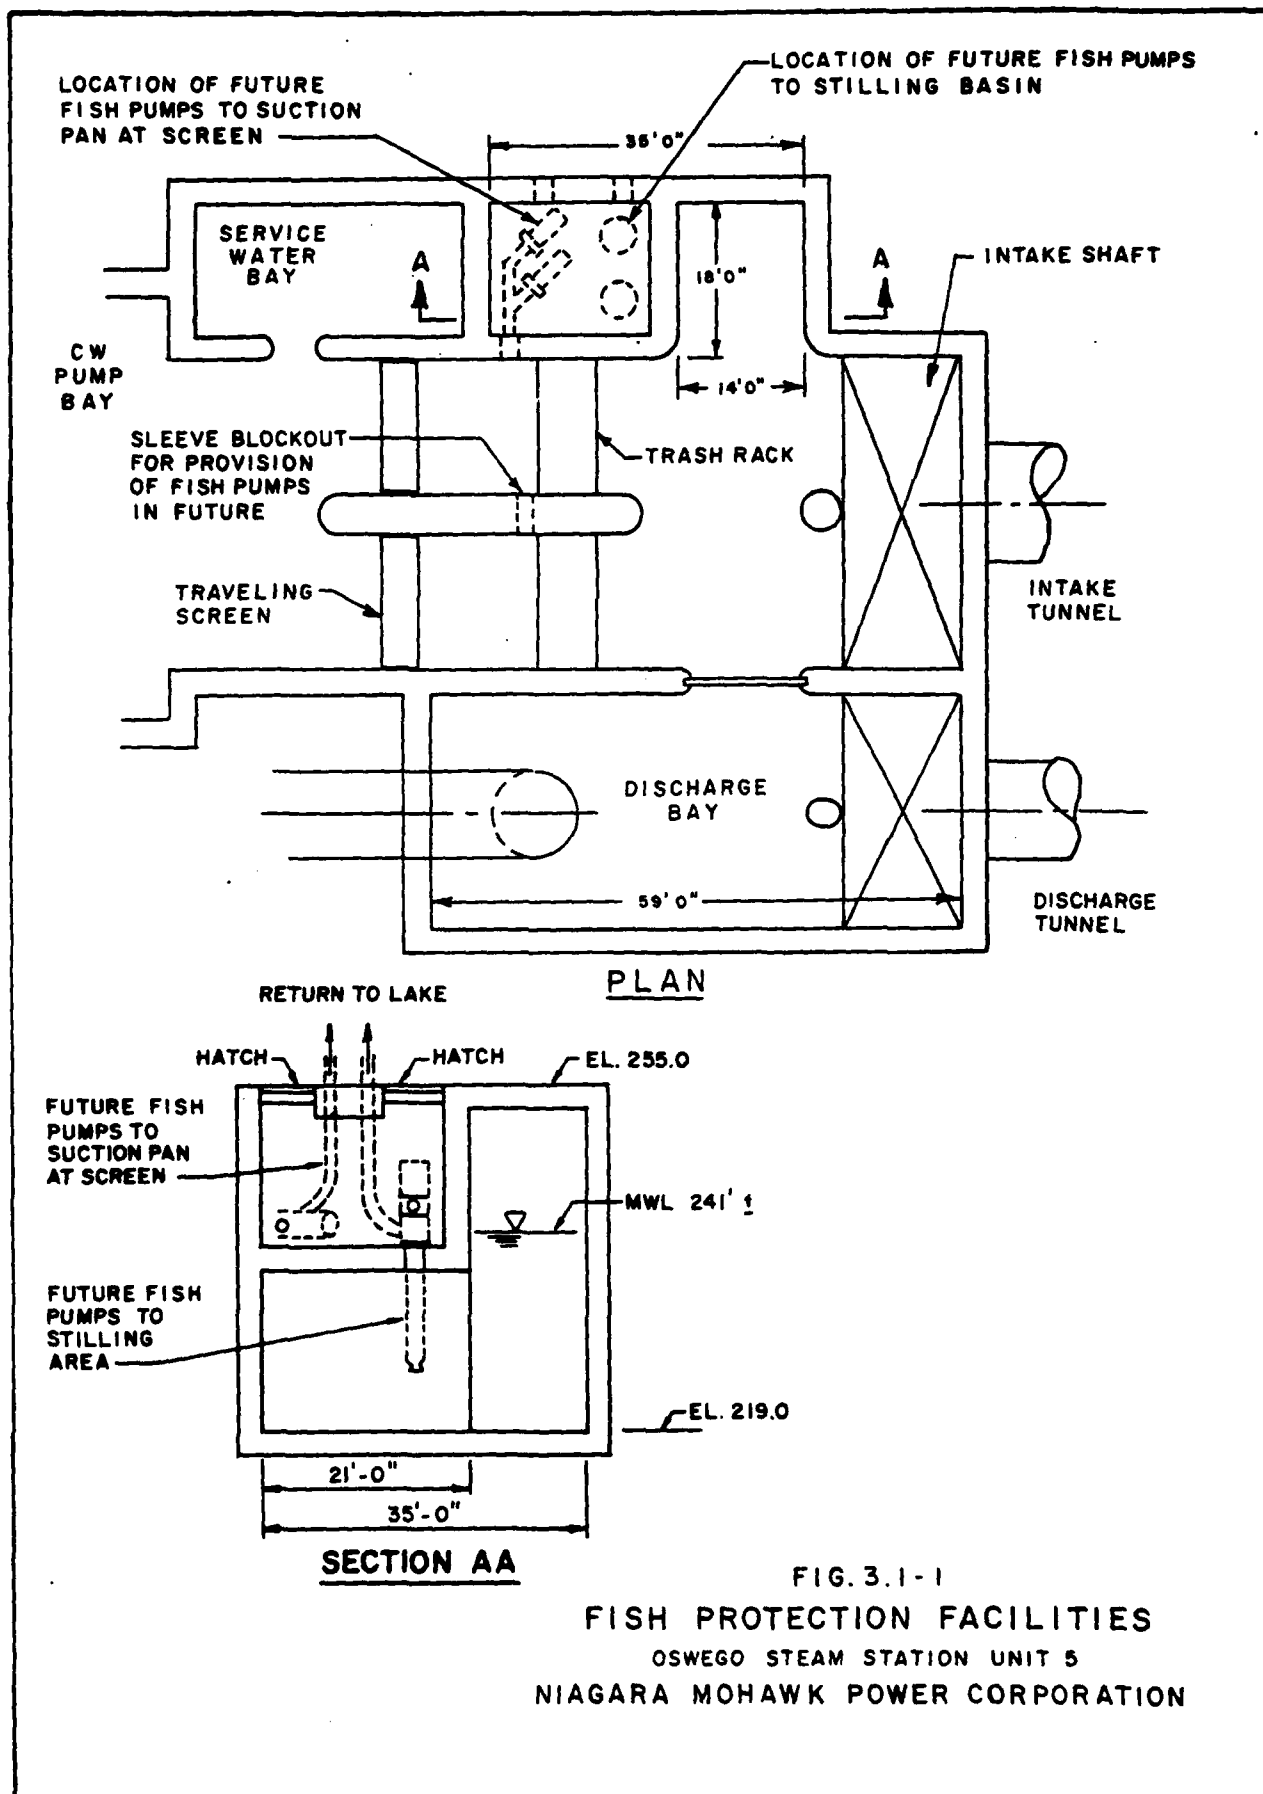 LOCATION OF FUTURE
FISH PUMPS TO SUCTION
PAN AT SCREEN
LOCATION OF FUTURE FISH PUMPS
TO STILLING BASIN
35'0"
SERVICE
WATER
BAY
A
A
INTAKE SHAFT
18'0"
CW
PUMP
BAY
14'0"
SLEEVE BLOCKOUT
FOR PROVISION
OF FISH PUMPS
IN FUTURE
TRASH RACK
TRAVELING
SCREEN
INTAKE
TUNNEL
DISCHARGE
BAY
59'0"
DISCHARGE
TUNNEL
PLAN
RETURN TO LAKE
HATCH
HATCH
EL. 255.0
FUTURE FISH
PUMPS TO
SUCTION PAN
AT SCREEN
MWL 241' ±
FUTURE FISH
PUMPS TO
STILLING
AREA
EL. 219.0
21'-0"
35'-0"
SECTION AA
FIG. 3.1-1
FISH PROTECTION FACILITIES
OSWEGO STEAM STATION UNIT 5
NIAGARA MOHAWK POWER CORPORATION